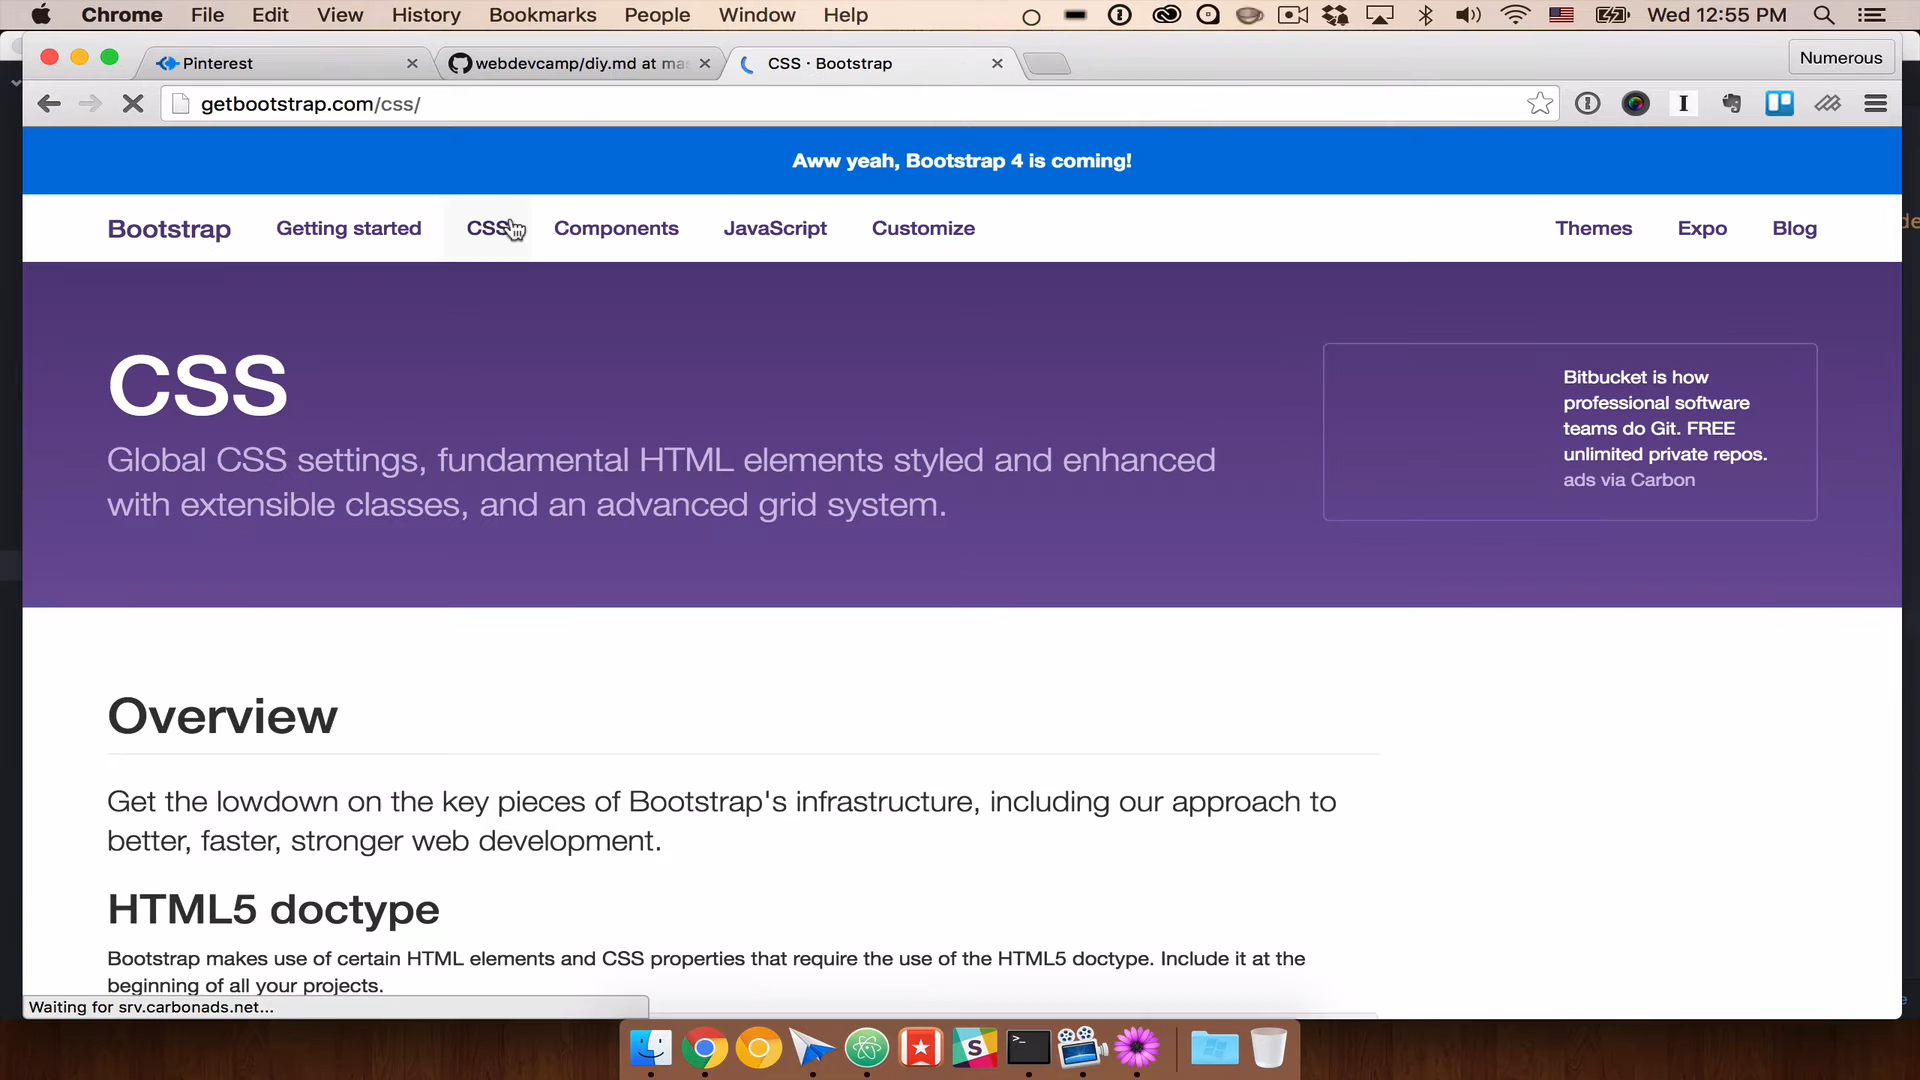 Chrome File Edit View History Bookmarks People Window Help Wed 12:55 PM
Pinterest webdevcamp/diy.md at mas CSS · Bootstrap Numerous
getbootstrap.com/css/
Aww yeah, Bootstrap 4 is coming!
Bootstrap Getting started CSS Components JavaScript Customize Themes Expo Blog
CSS
Global CSS settings, fundamental HTML elements styled and enhanced
with extensible classes, and an advanced grid system.
Bitbucket is how
professional software
teams do Git. FREE
unlimited private repos.
ads via Carbon
Overview
Get the lowdown on the key pieces of Bootstrap's infrastructure, including our approach to
better, faster, stronger web development.
HTML5 doctype
Bootstrap makes use of certain HTML elements and CSS properties that require the use of the HTML5 doctype. Include it at the
beginning of all your projects.
Waiting for srv.carbonads.net...